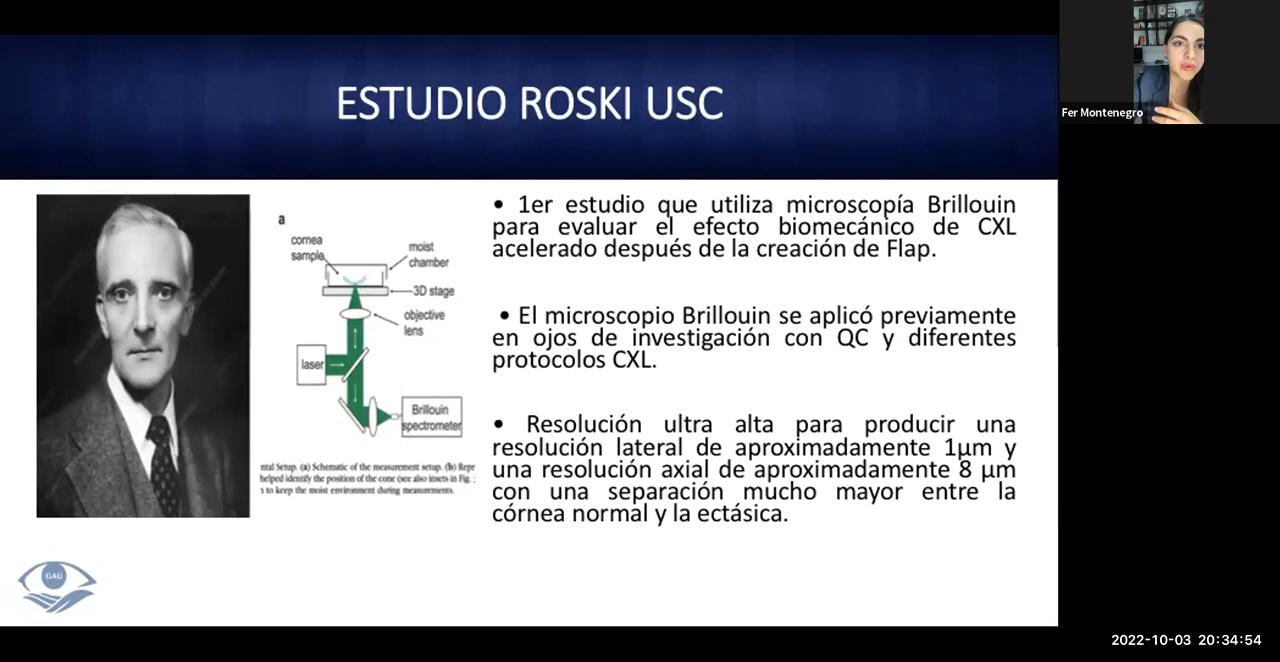 ESTUDIO ROSKI USC
Fer Montenegro
a
cornea
sample
moist
chamber
3D stage
objective
lens
laser
Brillouin
spectrometer
ntal Setup. (a) Schematic of the measurement setup. (b) Repr
helped identify the position of the cone (see also insets in Fig.
to keep the moist environment during measurements.
• 1er estudio que utiliza microscopía Brillouin
para evaluar el efecto biomecánico de CXL
acelerado después de la creación de Flap.
• El microscopio Brillouin se aplicó previamente
en ojos de investigación con QC y diferentes
protocolos CXL.
• Resolución ultra alta para producir una
resolución lateral de aproximadamente 1µm y
una resolución axial de aproximadamente 8 µm
con una separación mucho mayor entre la
córnea normal y la ectásica.
GAU
2022-10-03 20:34:54